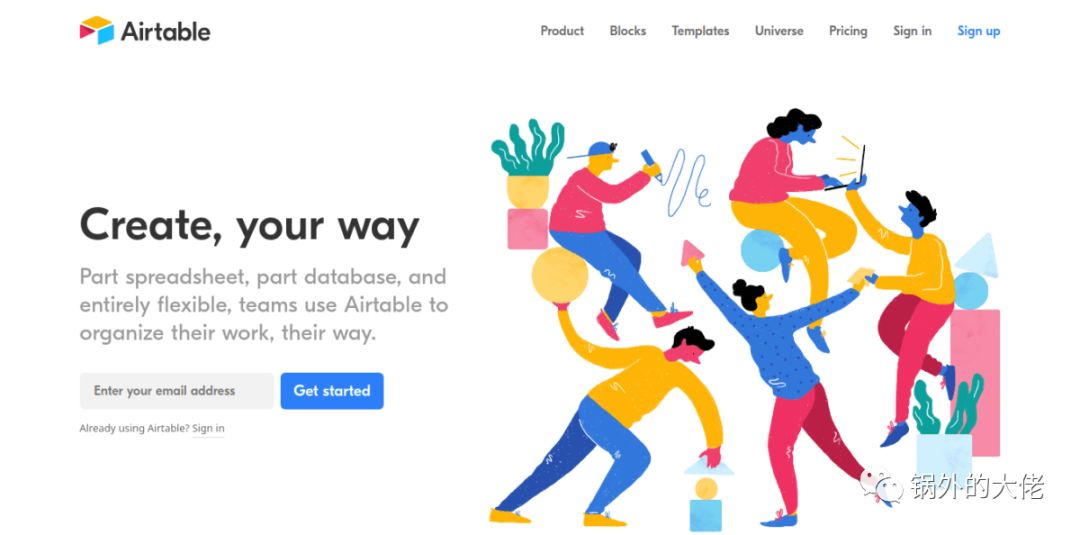 Airtable
Product Blocks Templates Universe Pricing Sign in Sign up
Create, your way
Part spreadsheet, part database, and
entirely flexible, teams use Airtable to
organize their work, their way.
Enter your email address Get started
Already using Airtable? Sign in
锅外的大佬